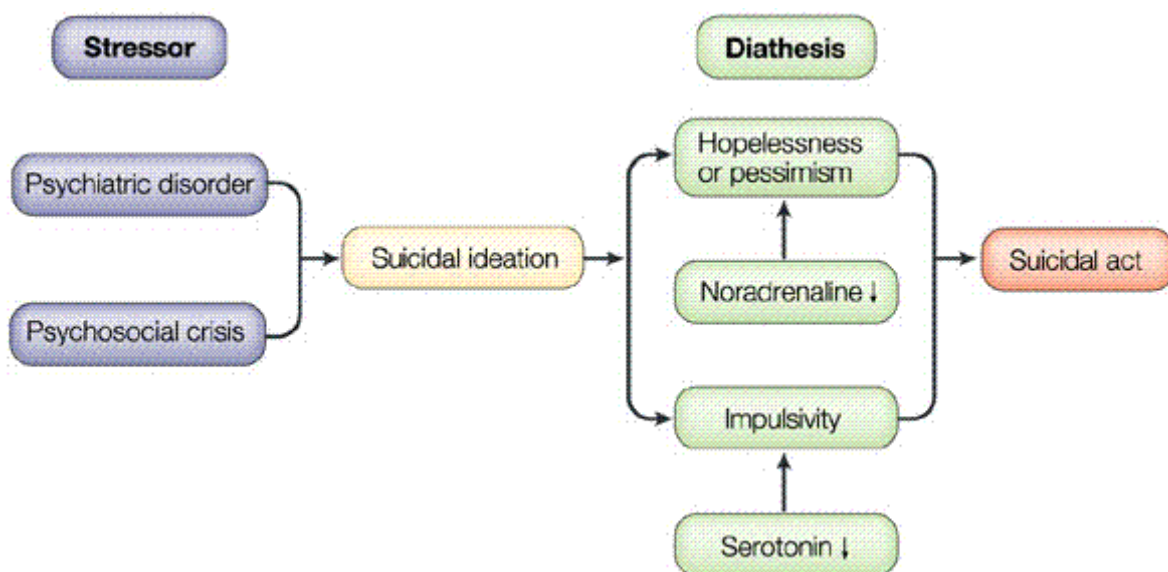 Stressor
Diathesis
Psychiatric disorder
Psychosocial crisis
Suicidal ideation
Hopelessness
or pessimism
Noradrenaline ↓
Impulsivity
Serotonin ↓
Suicidal act